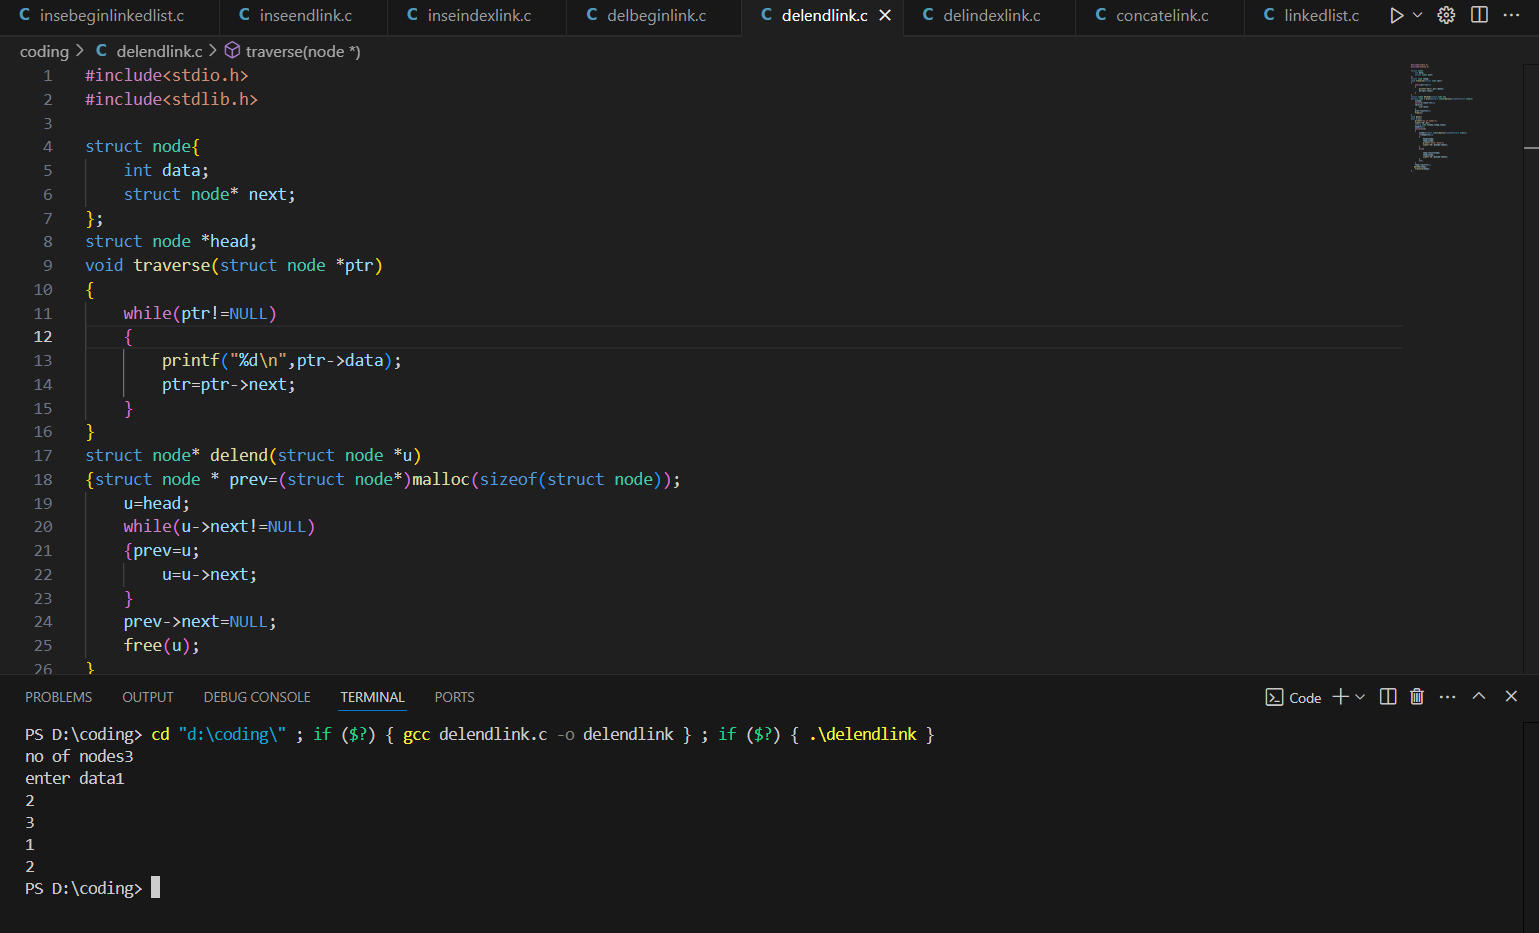 C insebeginlinkedlist.c C inseendlink.c C inseindexlink.c C delbeginlink.c C delendlink.c C delindexlink.c C concatelink.c C linkedlist.c
coding > C delendlink.c > traverse(node *)
1 #include<stdio.h>
2 #include<stdlib.h>
3
4 struct node{
5 int data;
6 struct node* next;
7 };
8 struct node *head;
9 void traverse(struct node *ptr)
10 {
11 while(ptr!=NULL)
12 {
13 printf("%d\n",ptr->data);
14 ptr=ptr->next;
15 }
16 }
17 struct node* delend(struct node *u)
18 {struct node * prev=(struct node*)malloc(sizeof(struct node));
19 u=head;
20 while(u->next!=NULL)
21 {prev=u;
22 u=u->next;
23 }
24 prev->next=NULL;
25 free(u);
26 }
PROBLEMS OUTPUT DEBUG CONSOLE TERMINAL PORTS Code
PS D:\coding> cd "d:\coding\" ; if ($?) { gcc delendlink.c -o delendlink } ; if ($?) { .\delendlink }
no of nodes3
enter data1
2
3
1
2
PS D:\coding>